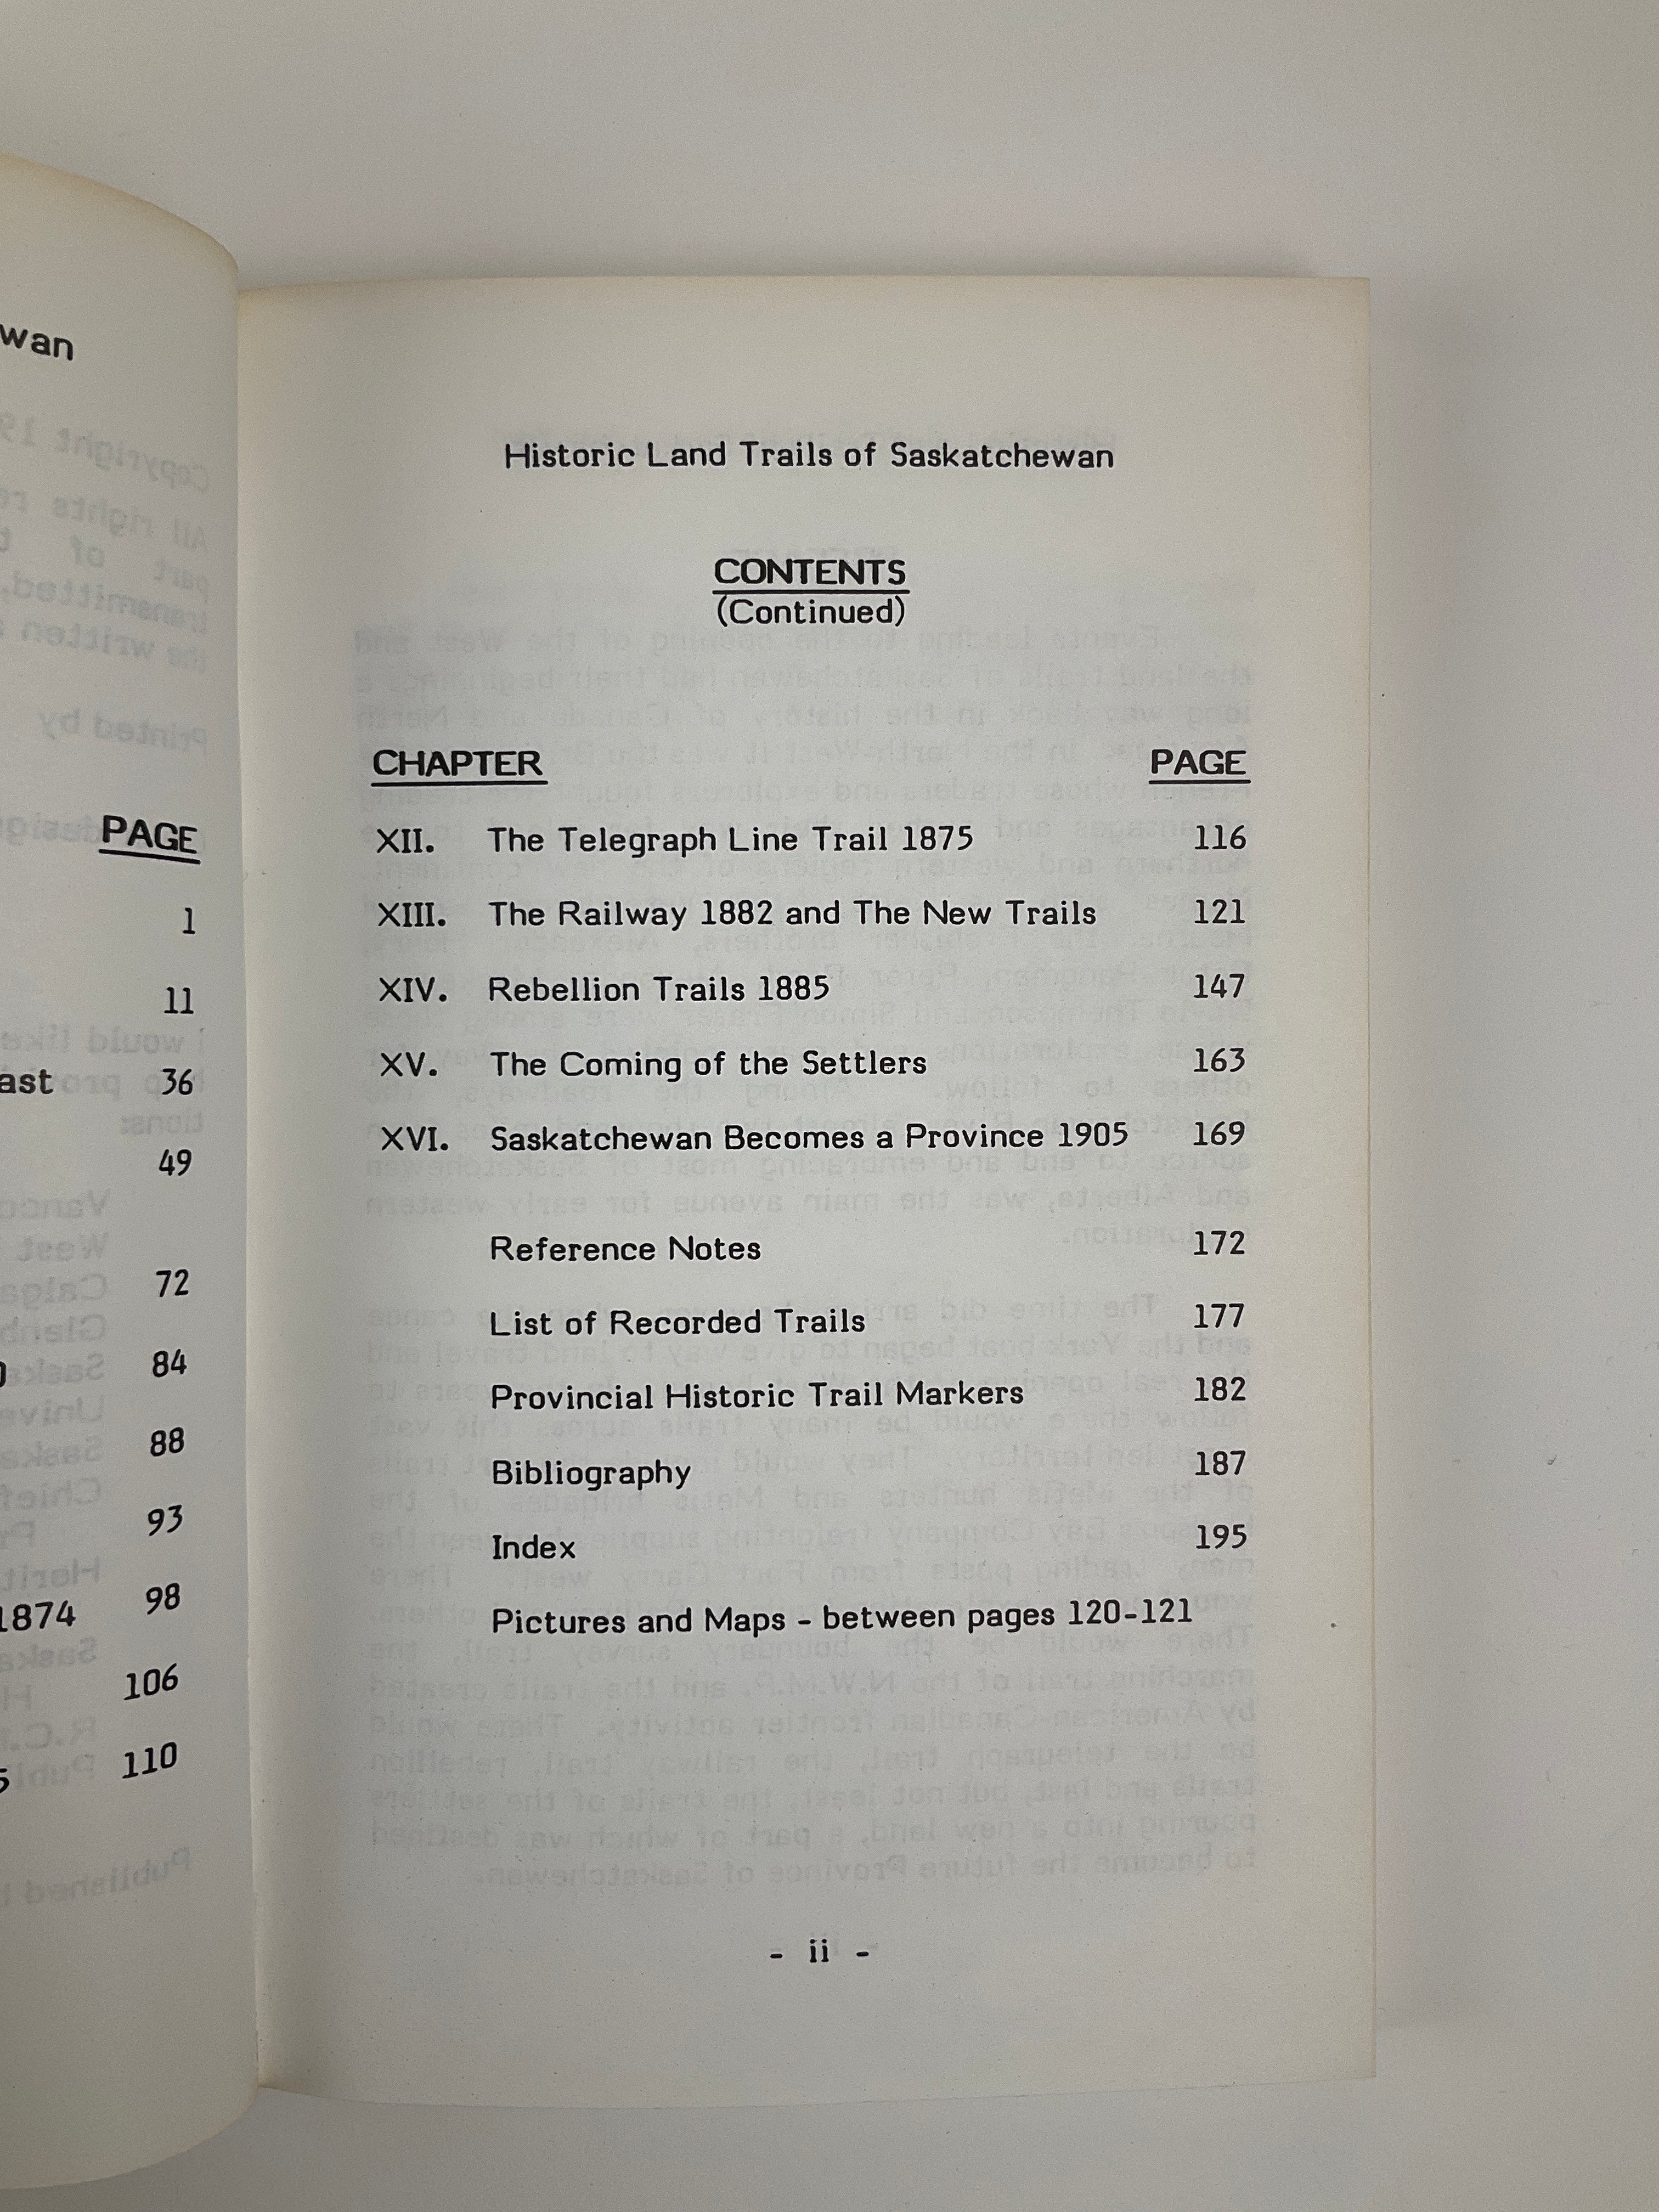 wan
PAGE
1
11
ast 36
49
72
84
88
93
98
1874
106
110
Historic Land Trails of Saskatchewan
CONTENTS
(Continued)
CHAPTER PAGE
XII. The Telegraph Line Trail 1875 116
XIII. The Railway 1882 and The New Trails 121
XIV. Rebellion Trails 1885 147
XV. The Coming of the Settlers 163
XVI. Saskatchewan Becomes a Province 1905 169
Reference Notes 172
List of Recorded Trails 177
Provincial Historic Trail Markers 182
Bibliography 187
Index 195
Pictures and Maps - between pages 120-121
- ii -